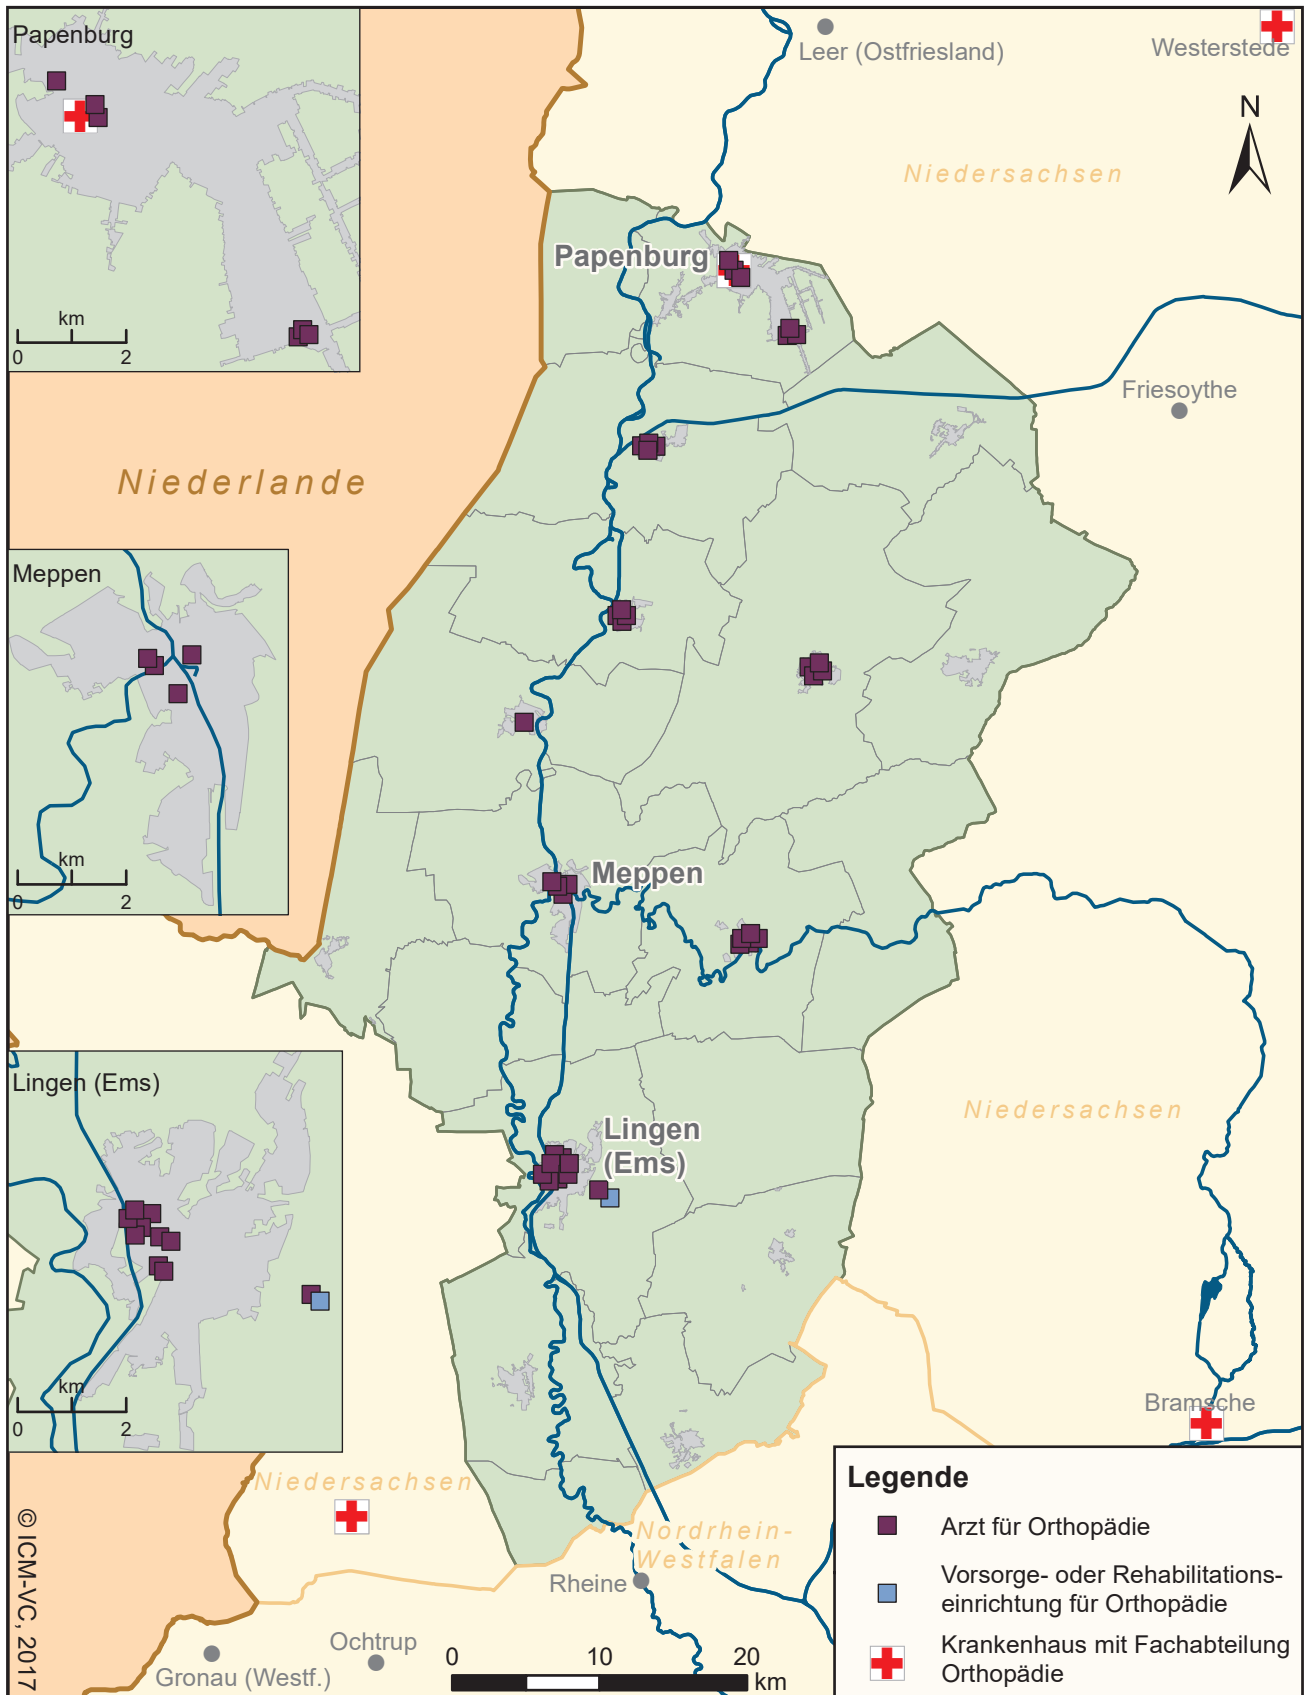 Papenburg
km
0 2
Leer (Ostfriesland)
Westerstede
N
Niedersachsen
Papenburg
Friesoythe
Niederlande
Meppen
km
0 2
Meppen
Lingen (Ems)
km
0 2
Niedersachsen
Lingen
(Ems)
Bramsche
Niedersachsen
Nordrhein-
Westfalen
Rheine
Ochtrup
Gronau (Westf.)
0 10 20
km
© ICM-VC, 2017
Legende
Arzt für Orthopädie
Vorsorge- oder Rehabilitations-
einrichtung für Orthopädie
Krankenhaus mit Fachabteilung
Orthopädie